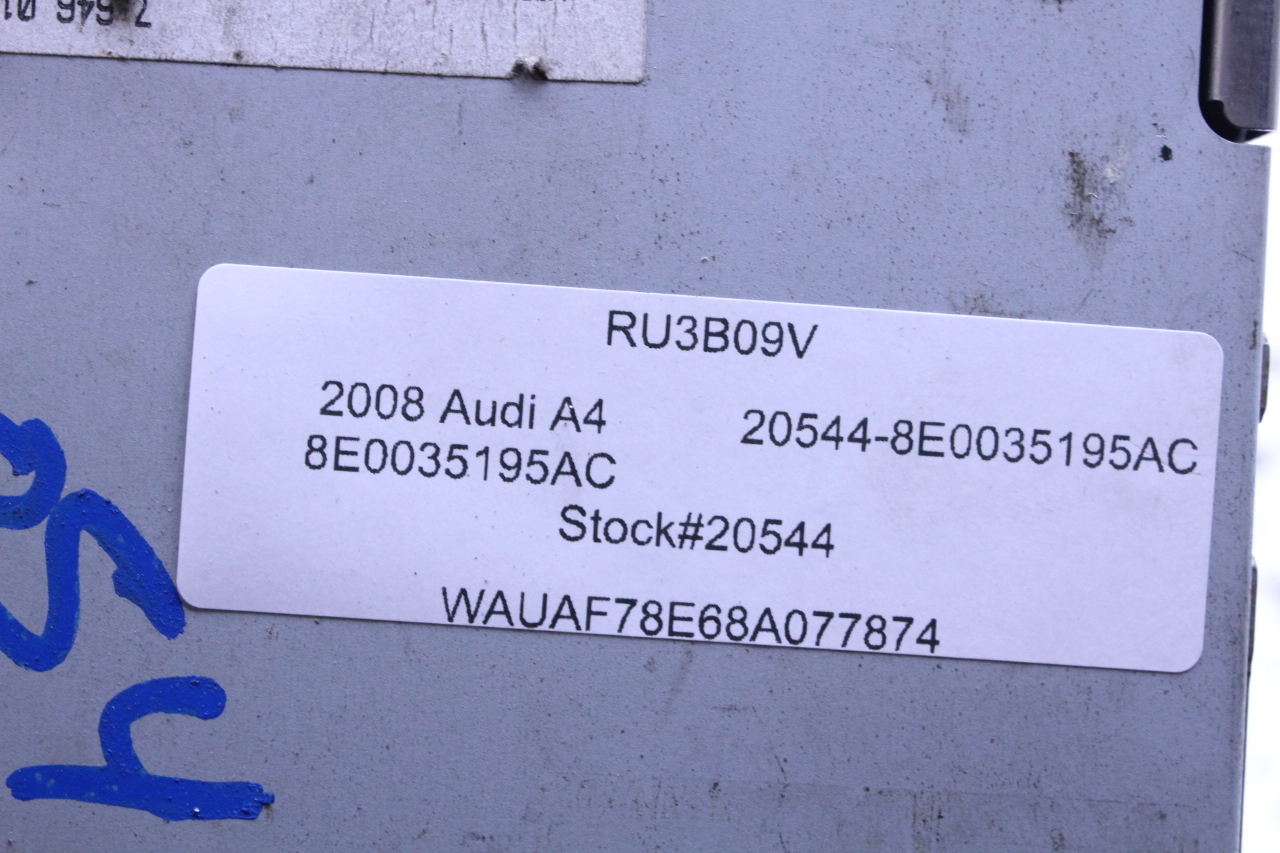 RU3B09V
2008 Audi A4
8E0035195AC
20544-8E0035195AC
Stock#20544
WAUAF78E68A077874